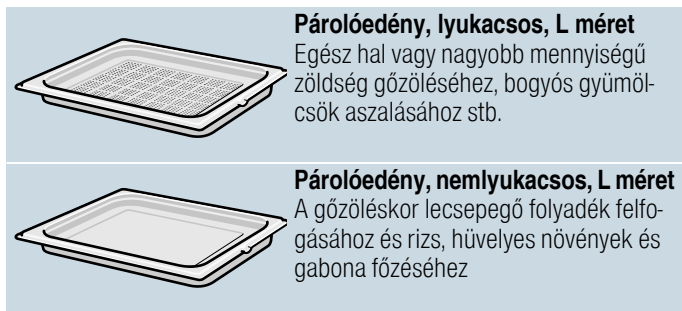 Párolóedény, lyukacsos, L méret
Egész hal vagy nagyobb mennyiségű
zöldség gőzöléséhez, bogyós gyümöl-
csök aszalásához stb.
Párolóedény, nemlyukacsos, L méret
A gőzöléskor lecsepegő folyadék felfo-
gásához és rizs, hüvelyes növények és
gabona főzéséhez